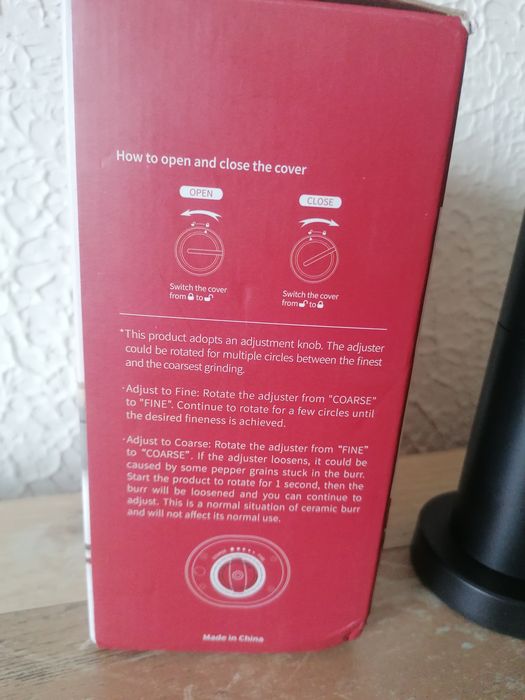 How to open and close the cover
OPEN
CLOSE
Switch the cover
from to
Switch the cover
from to
*This product adopts an adjustment knob. The adjuster
could be rotated for multiple circles between the finest
and the coarsest grinding.
·Adjust to Fine: Rotate the adjuster from "COARSE"
to "FINE". Continue to rotate for a few circles until
the desired fineness is achieved.
·Adjust to Coarse: Rotate the adjuster from "FINE"
to "COARSE". If the adjuster loosens, it could be
caused by some pepper grains stuck in the burr.
Start the product to rotate for 1 second, then the
burr will be loosened and you can continue to
adjust. This is a normal situation of ceramic burr
and will not affect its normal use.
Made in China